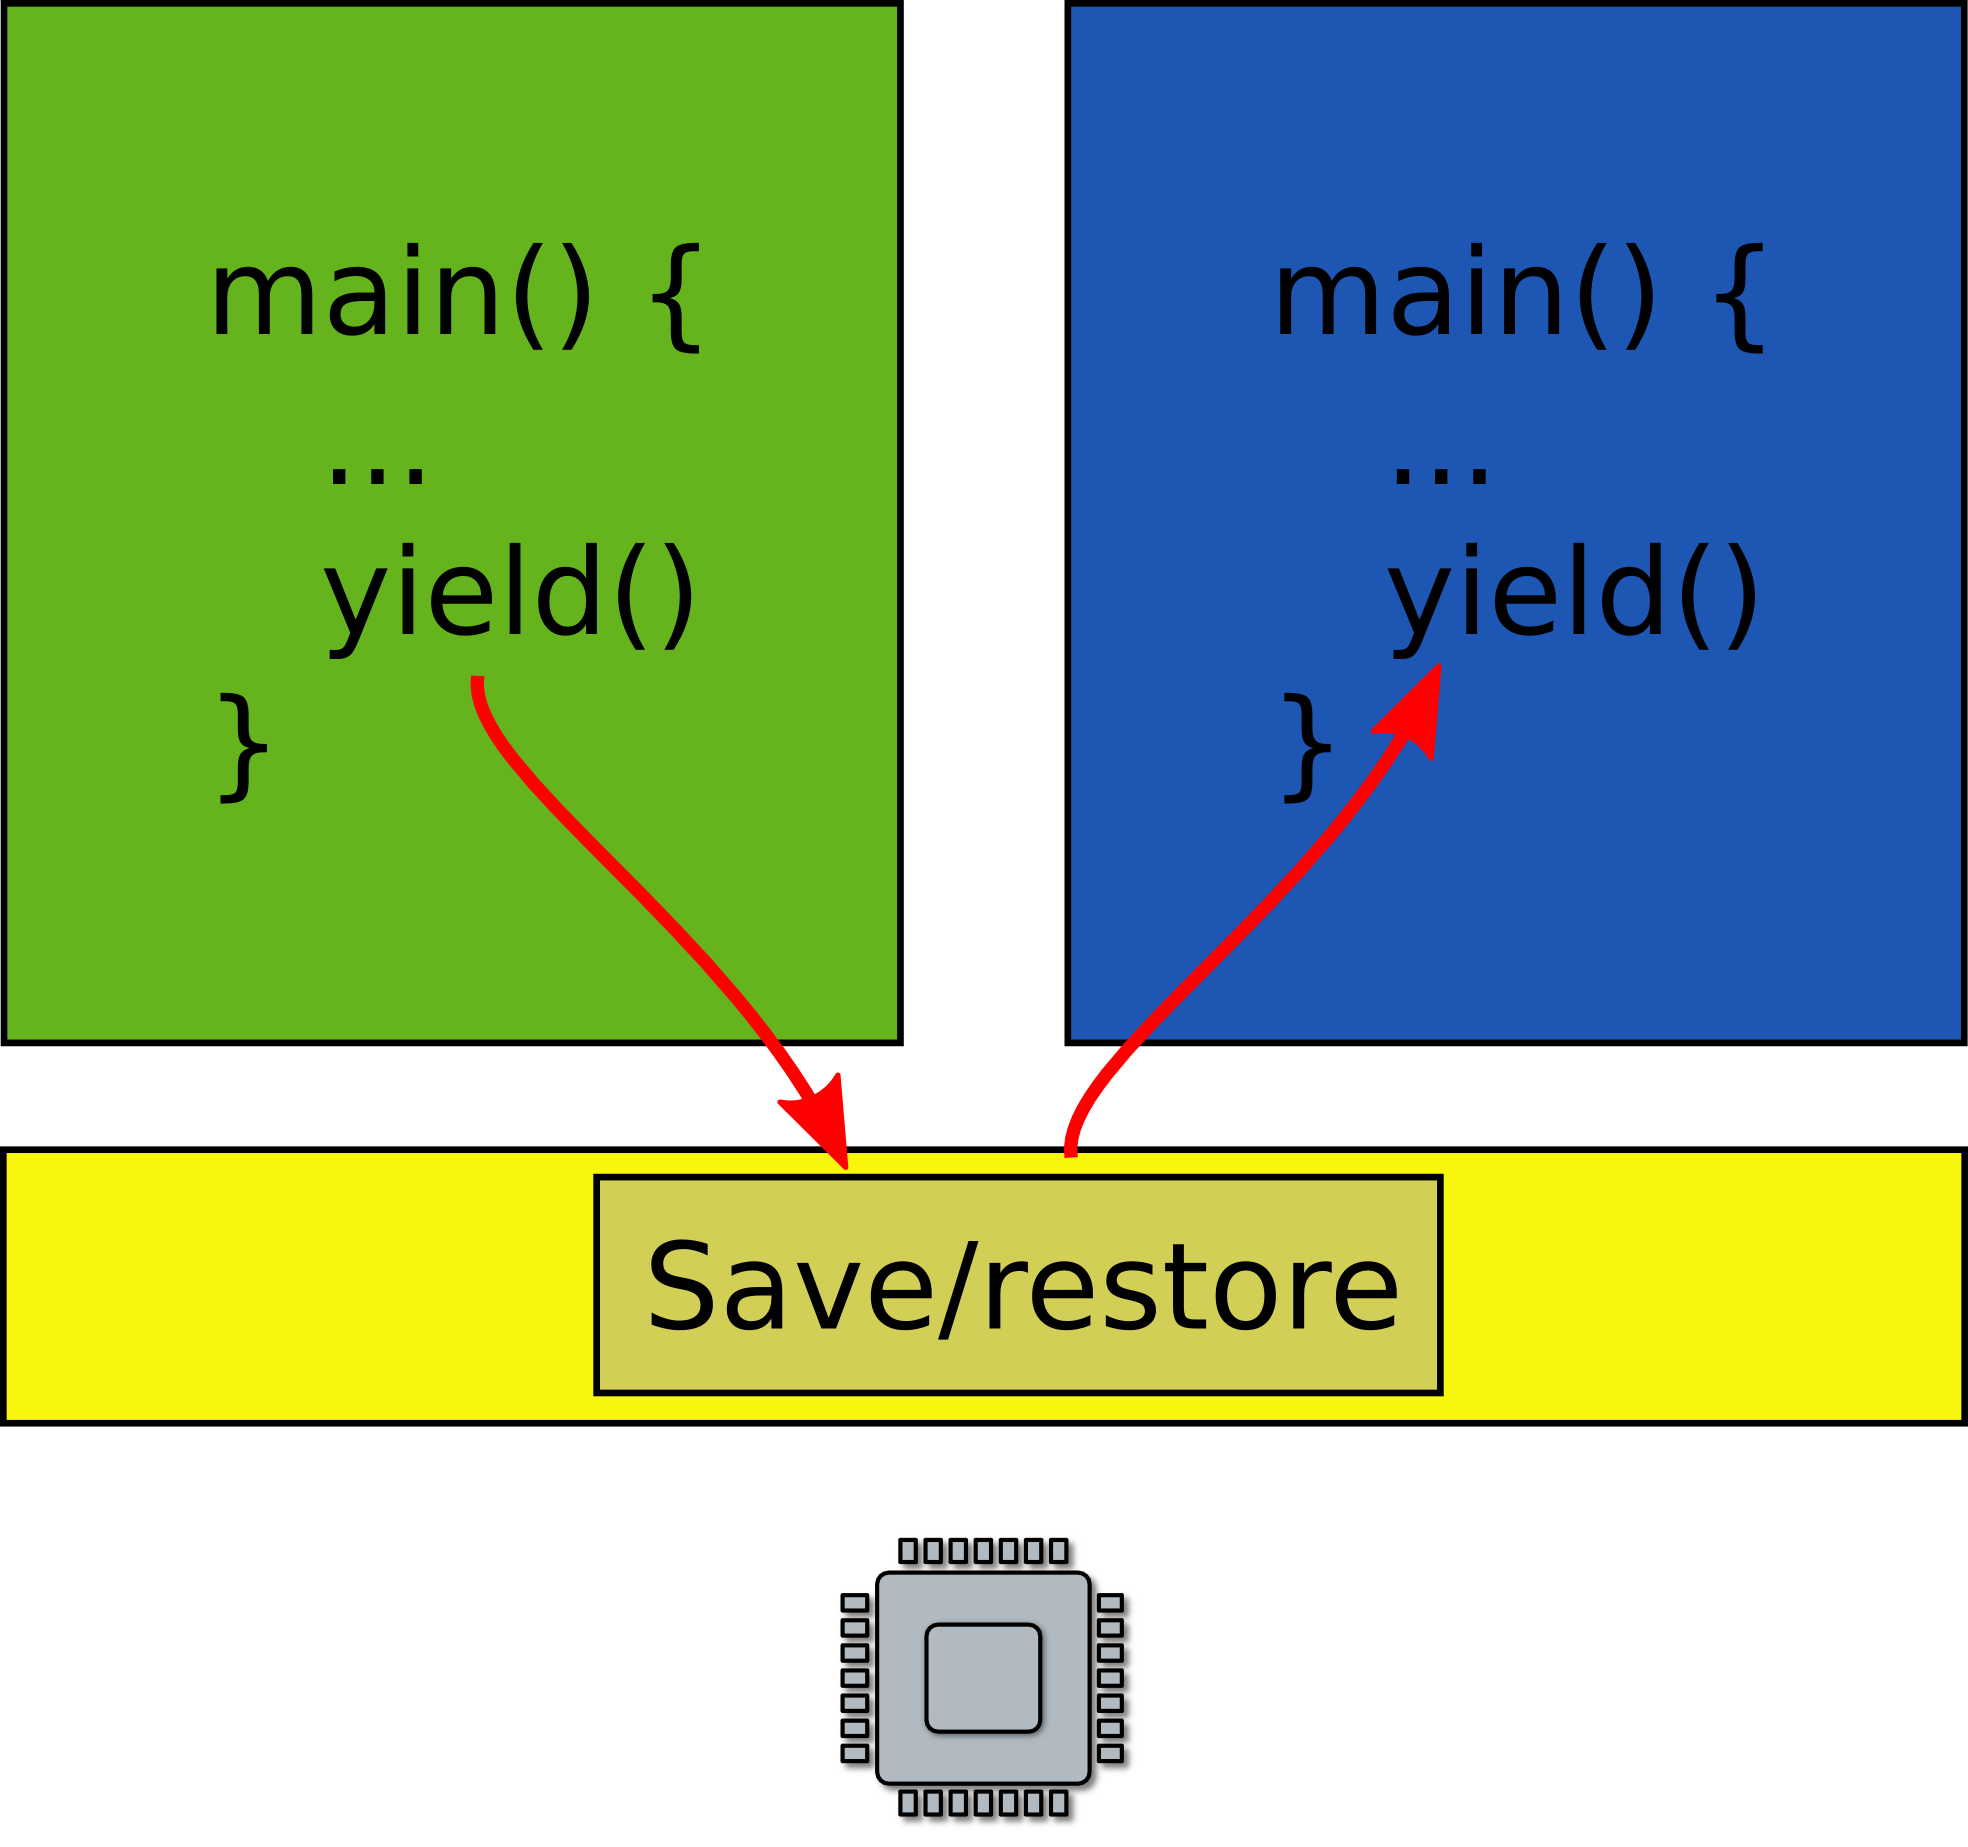 main() {
...
yield()
}
main() {
...
yield()
}
Save/restore